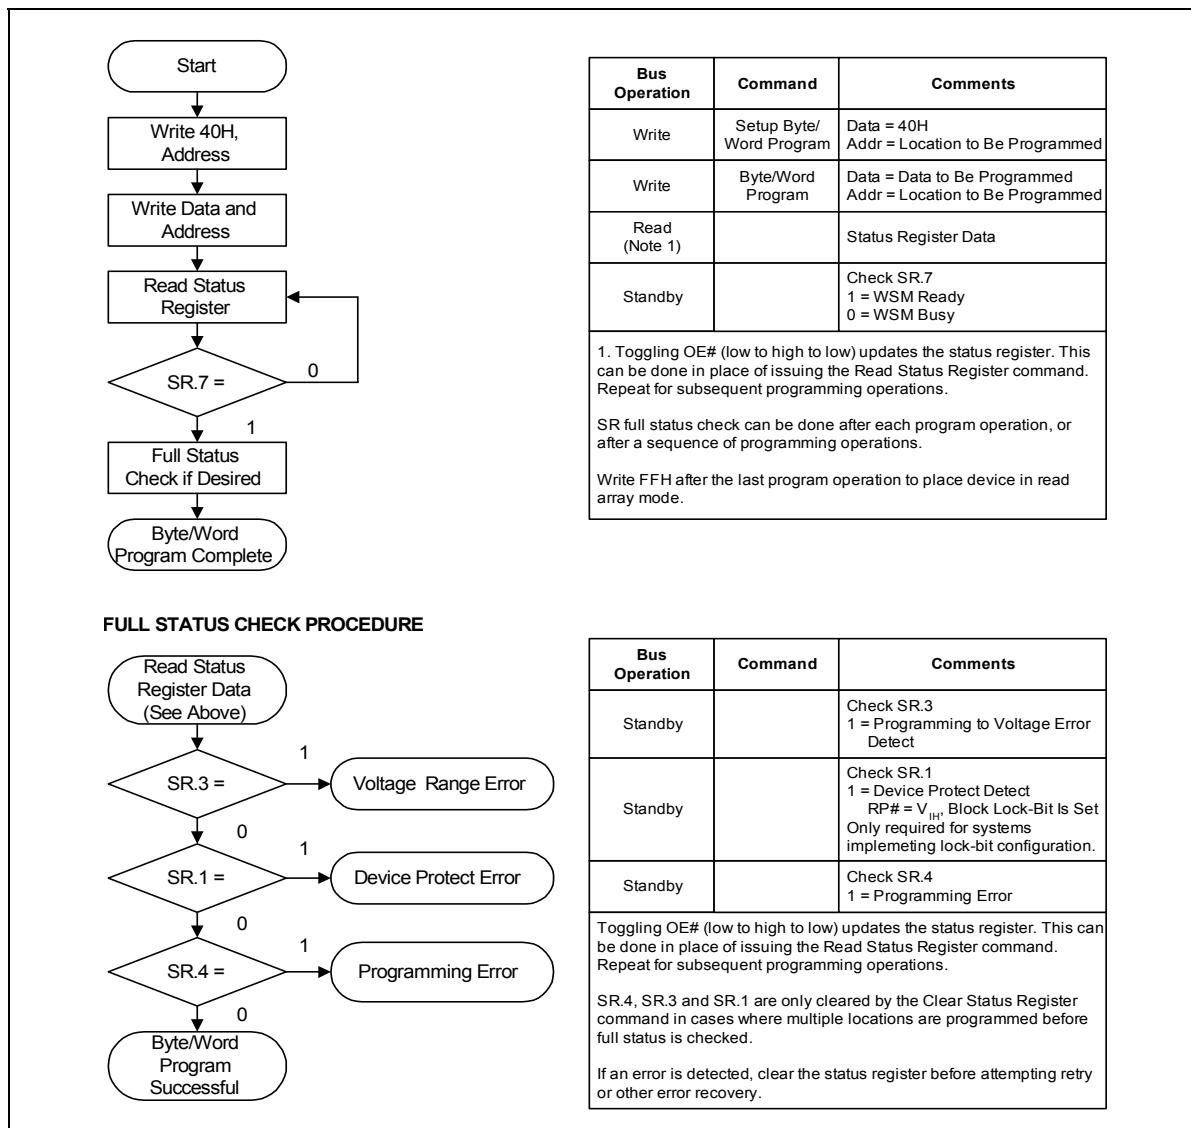 Start
Write 40H,
Address
Write Data and
Address
Read Status
Register
SR.7 =
0
1
Full Status
Check if Desired
Byte/Word
Program Complete
Bus
Operation
Command
Comments
Write
Setup Byte/
Word Program
Data = 40H
Addr = Location to Be Programmed
Write
Byte/Word
Program
Data = Data to Be Programmed
Addr = Location to Be Programmed
Read
(Note 1)
Status Register Data
Standby
Check SR.7
1 = WSM Ready
0 = WSM Busy
1. Toggling OE# (low to high to low) updates the status register. This
can be done in place of issuing the Read Status Register command.
Repeat for subsequent programming operations.
SR full status check can be done after each program operation, or
after a sequence of programming operations.
Write FFH after the last program operation to place device in read
array mode.
FULL STATUS CHECK PROCEDURE
Read Status
Register Data
(See Above)
SR.3 =
1
Voltage Range Error
0
SR.1 =
1
Device Protect Error
0
SR.4 =
1
Programming Error
0
Byte/Word
Program
Successful
Bus
Operation
Command
Comments
Standby
Check SR.3
1 = Programming to Voltage Error
Detect
Standby
Check SR.1
1 = Device Protect Detect
RP# = VIH, Block Lock-Bit Is Set
Only required for systems
implemeting lock-bit configuration.
Standby
Check SR.4
1 = Programming Error
Toggling OE# (low to high to low) updates the status register. This can
be done in place of issuing the Read Status Register command.
Repeat for subsequent programming operations.
SR.4, SR.3 and SR.1 are only cleared by the Clear Status Register
command in cases where multiple locations are programmed before
full status is checked.
If an error is detected, clear the status register before attempting retry
or other error recovery.